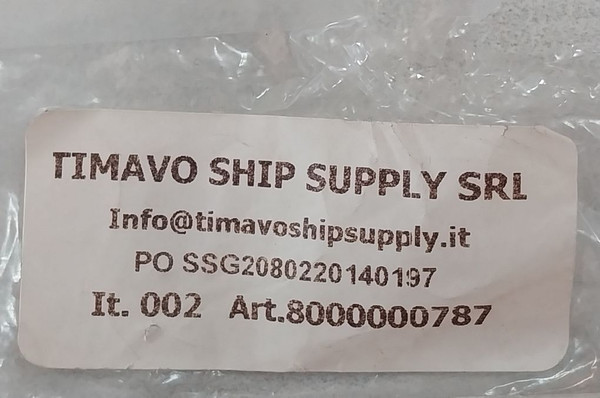 TIMAVO SHIP SUPPLY SRL
Info@timavoshipsupply.it
PO SSG2080220140197
It. 002 Art.8000000787